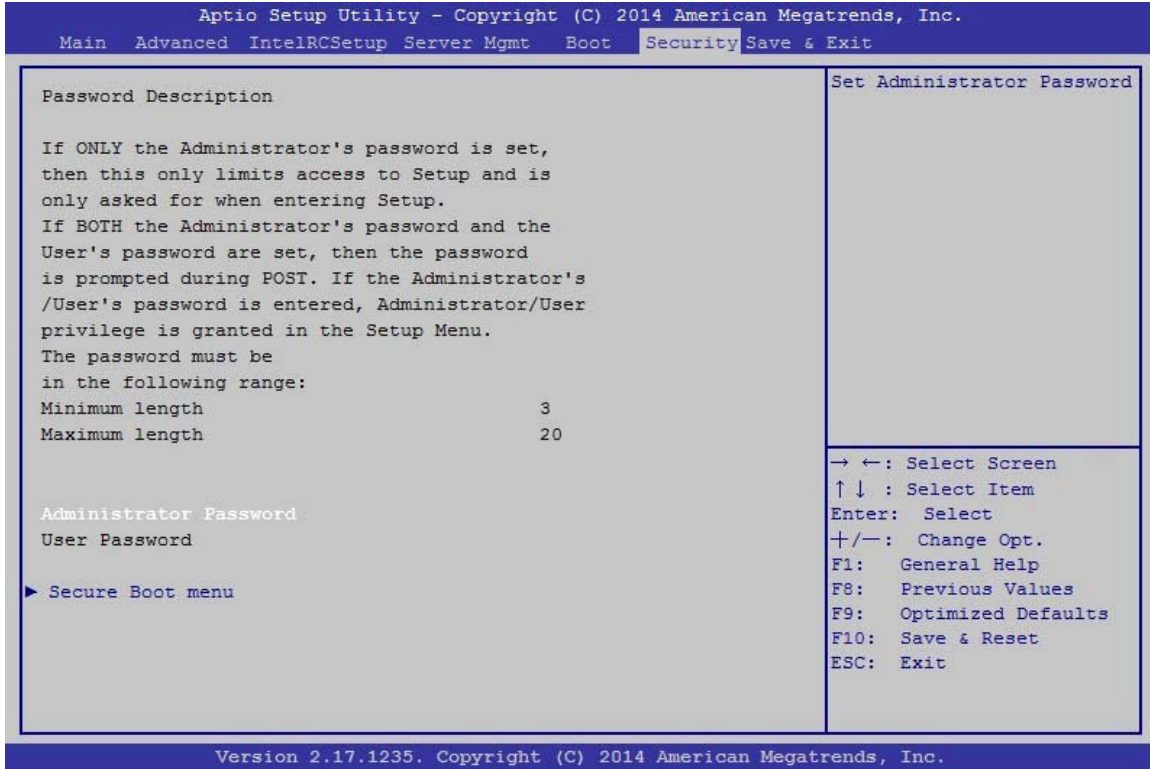 Aptio Setup Utility - Copyright (C) 2014 American Megatrends, Inc.
Main Advanced IntelRCSetup Server Mgmt Boot Security Save & Exit
Password Description
If ONLY the Administrator's password is set,
then this only limits access to Setup and is
only asked for when entering Setup.
If BOTH the Administrator's password and the
User's password are set, then the password
is prompted during POST. If the Administrator's
/User's password is entered, Administrator/User
privilege is granted in the Setup Menu.
The password must be
in the following range:
Minimum length 3
Maximum length 20
Administrator Password
User Password
► Secure Boot menu
Set Administrator Password
→ ←: Select Screen
↑↓ : Select Item
Enter: Select
+/-: Change Opt.
F1: General Help
F8: Previous Values
F9: Optimized Defaults
F10: Save & Reset
ESC: Exit
Version 2.17.1235. Copyright (C) 2014 American Megatrends, Inc.